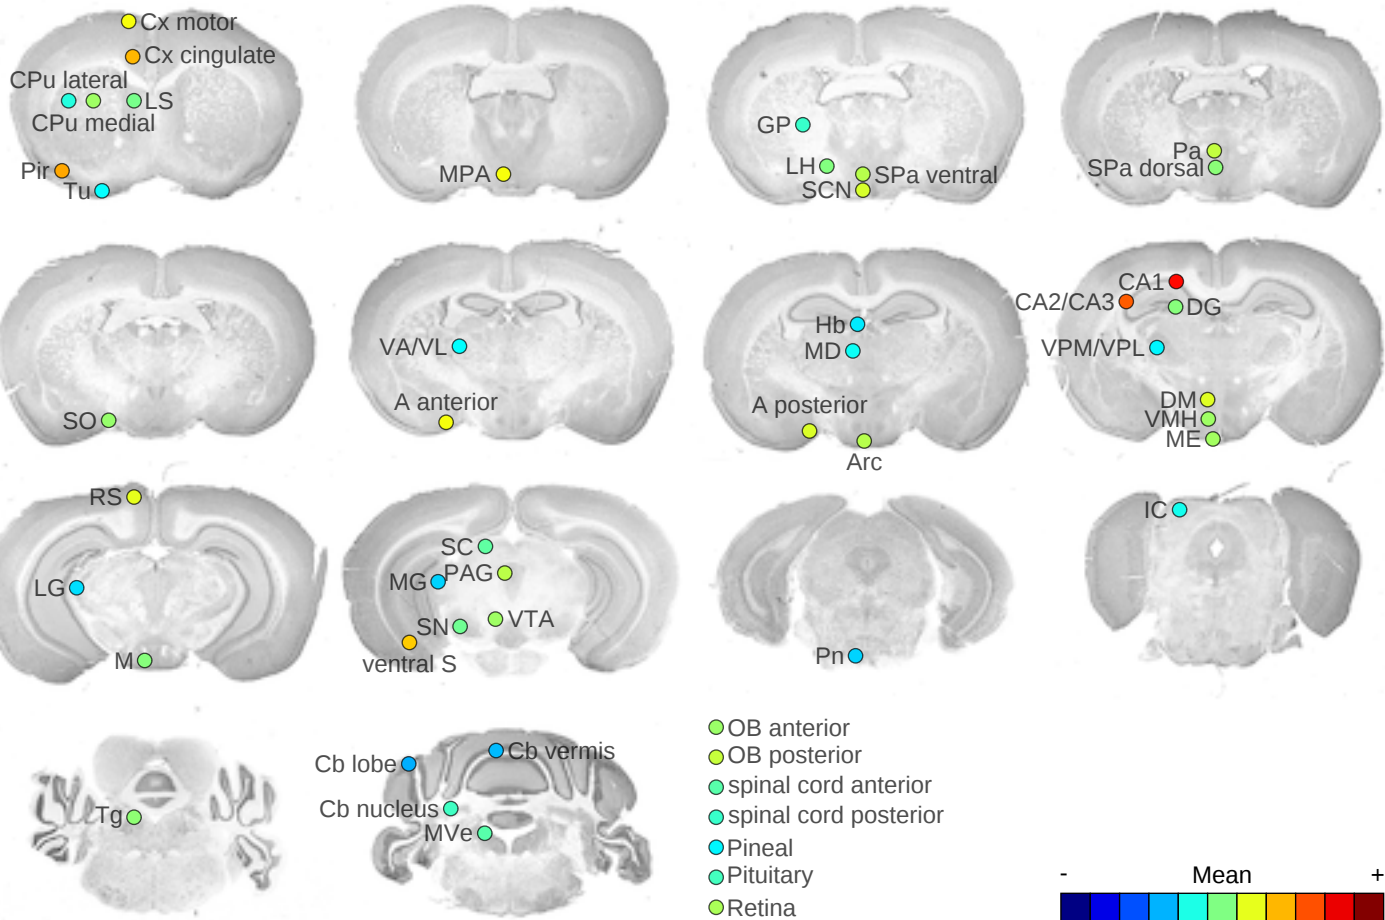 Cx motor
Cx cingulate
CPu lateral
LS
CPu medial
Pir
Tu
MPA
GP
LH
SPa ventral
SCN
Pa
SPa dorsal
SO
VA/VL
A anterior
Hb
MD
A posterior
Arc
CA1
CA2/CA3
DG
VPM/VPL
DM
VMH
ME
RS
LG
M
SC
MG
PAG
SN
VTA
ventral S
Pn
IC
Tg
Cb lobe
Cb vermis
Cb nucleus
MVe
OB anterior
OB posterior
spinal cord anterior
spinal cord posterior
Pineal
Pituitary
Retina
- Mean +